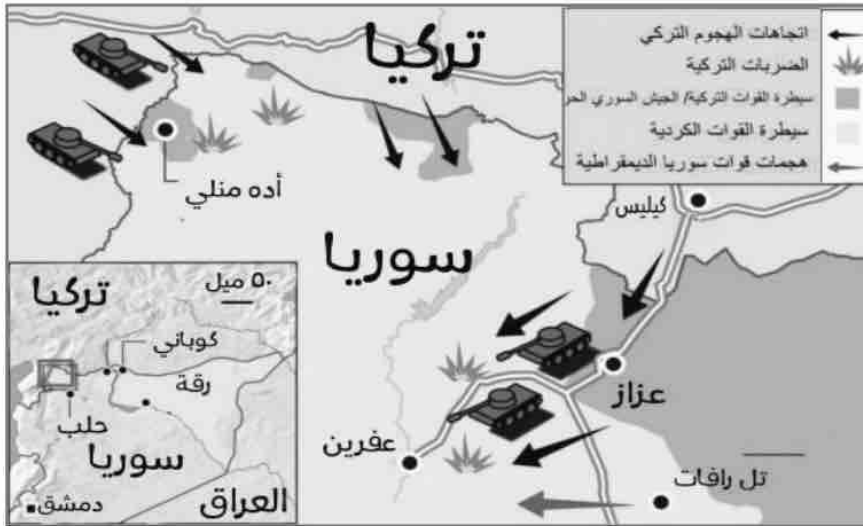 تركيا
اتجاهات الهجوم التركي
الضربات التركية
سيطرة القوات التركية/ الجيش السوري الحر
سيطرة القوات الكردية
هجمات قوات سوريا الديمقراطية
أده منلي
كيليس
سوريا
تركيا
٥٠ ميل
كوباني
رقة
حلب
سوريا
دمشق
العراق
عزاز
عفرين
تل رافات